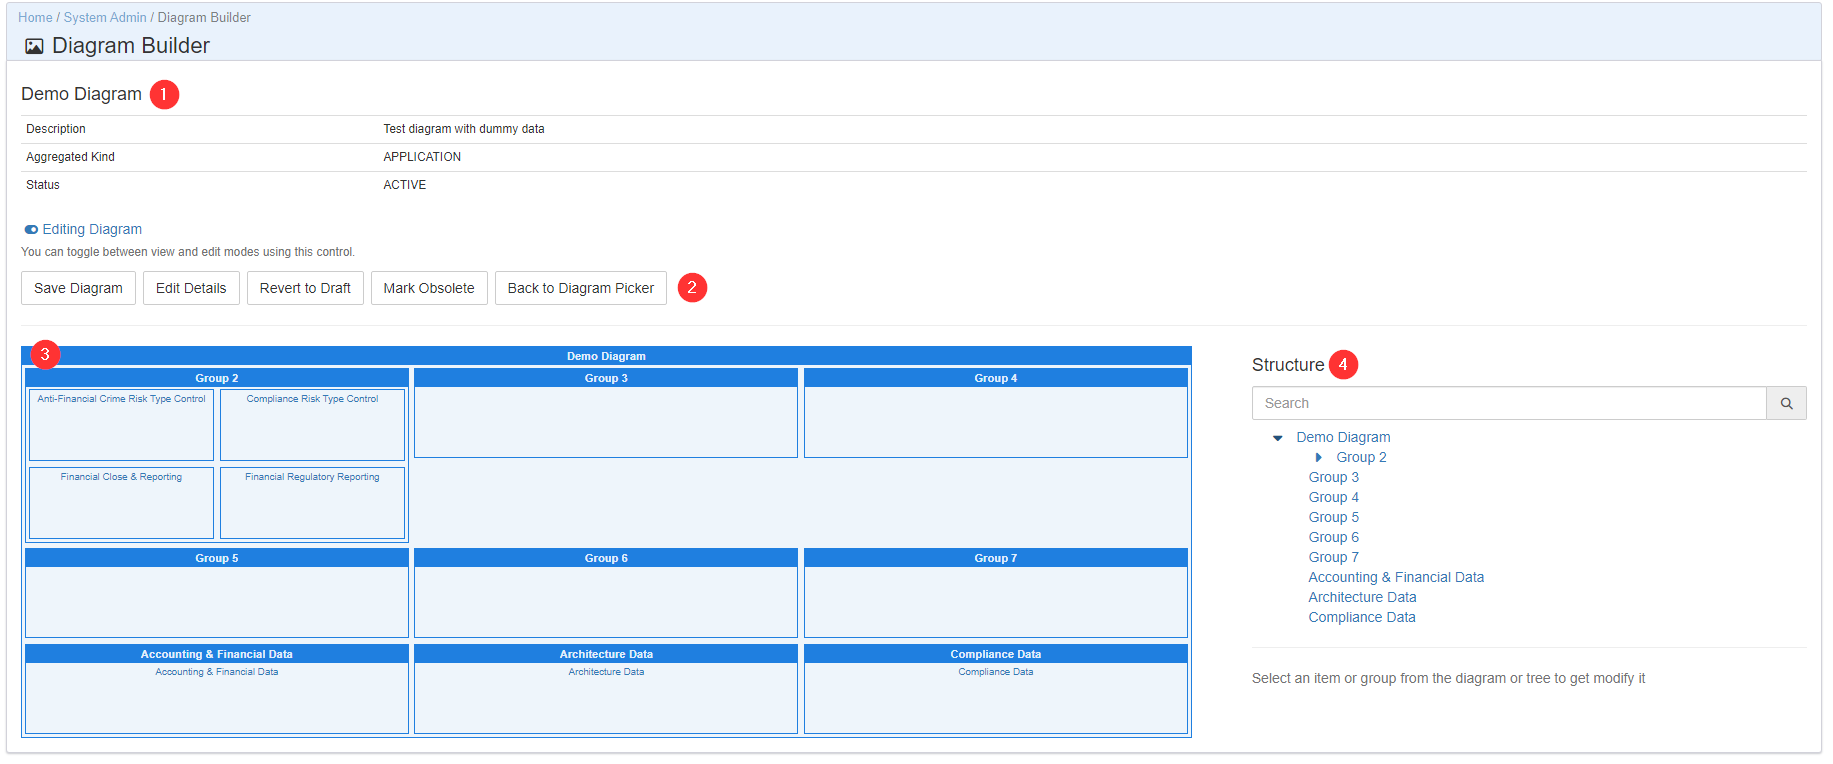 Home / System Admin / Diagram Builder
Diagram Builder
Demo Diagram 1
Description Test diagram with dummy data
Aggregated Kind APPLICATION
Status ACTIVE
Editing Diagram
You can toggle between view and edit modes using this control.
Save Diagram Edit Details Revert to Draft Mark Obsolete Back to Diagram Picker 2
3 Demo Diagram
Group 2 Group 3 Group 4
Anti-Financial Crime Risk Type Control Compliance Risk Type Control
Financial Close & Reporting Financial Regulatory Reporting
Group 5 Group 6 Group 7
Accounting & Financial Data Architecture Data Compliance Data
Accounting & Financial Data Architecture Data Compliance Data
Structure 4
Search
Demo Diagram
Group 2
Group 3
Group 4
Group 5
Group 6
Group 7
Accounting & Financial Data
Architecture Data
Compliance Data
Select an item or group from the diagram or tree to get modify it